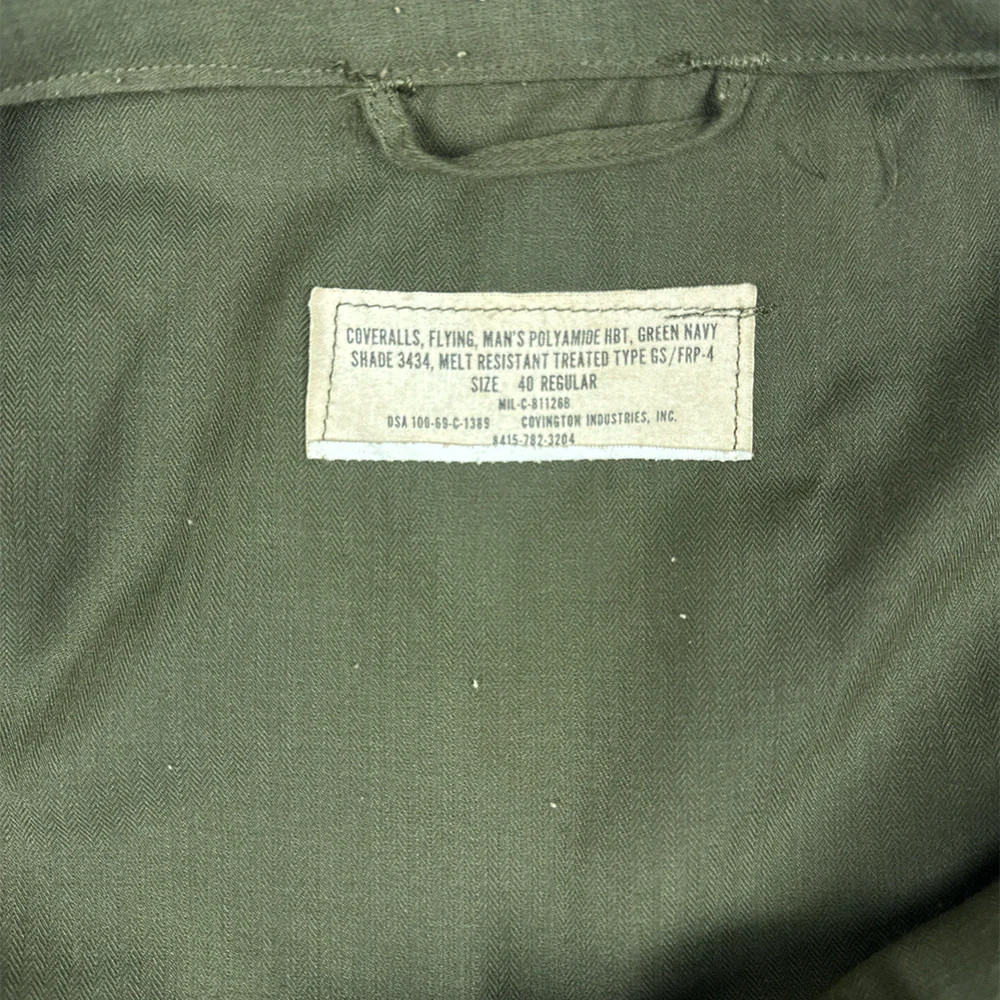 COVERALLS, FLYING, MAN'S POLYAMIDE HBT, GREEN NAVY
SHADE 3434, MELT RESISTANT TREATED TYPE GS/FRP-4
SIZE 40 REGULAR
MIL-C-81126B
DSA 100-69-C-1389 COVINGTON INDUSTRIES, INC.
8415-782-3204